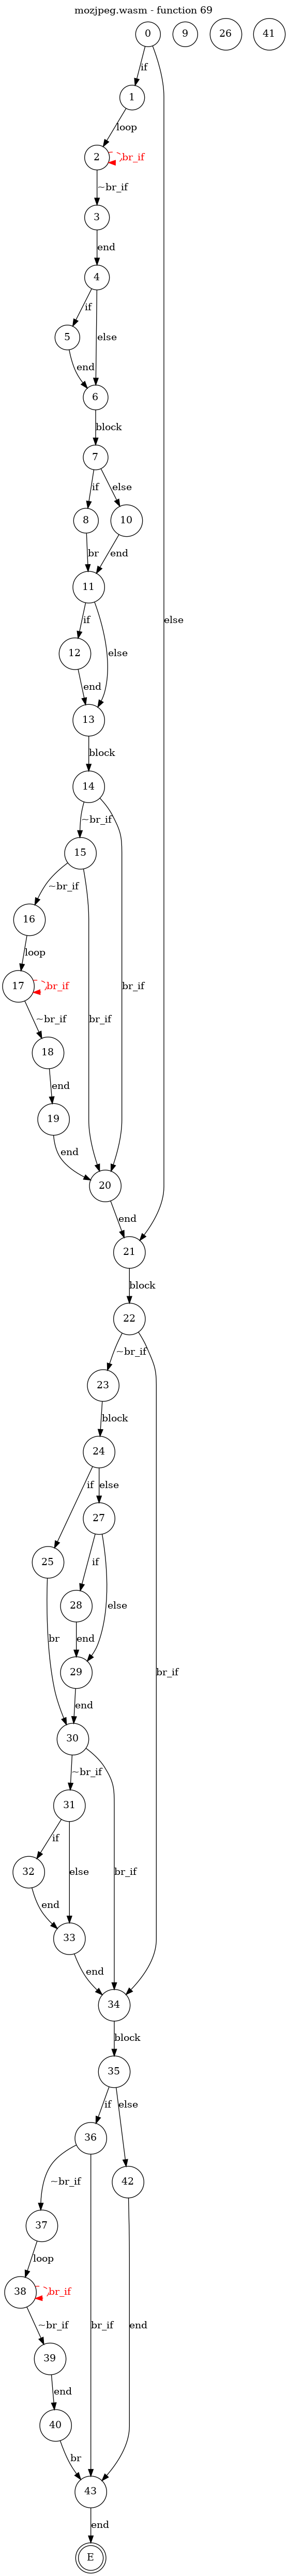 mozjpeg.wasm - function 69
0 9 26 41
if
1
loop
else
2 br_if
~br_if
3
end
4
if
5 else
end
6
block
7
if else
8 10
br end
11
if
12 else
end
13
block
14
~br_if
15
~br_if
16
loop
17 br_if br_if br_if
~br_if
18
end
19
end
20
end
21
block
22
~br_if
23
block
24
if else
27
25 if
28 else
br end
29
end
30
~br_if
31
if
32 else br_if
end
33
end
34
br_if
block
35
if else
36
~br_if 42
37
loop
38 br_if
~br_if br_if end
39
end
40
br
43
end
E